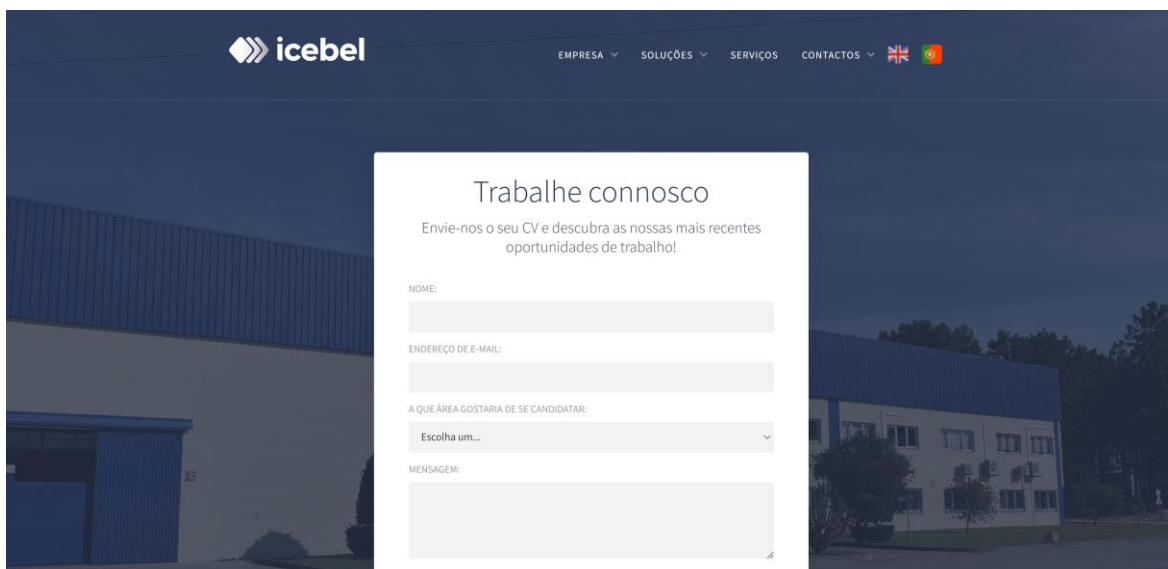 icebel
EMPRESA SOLUÇÕES SERVIÇOS CONTACTOS
Trabalhe connosco
Envie-nos o seu CV e descubra as nossas mais recentes
oportunidades de trabalho!
NOME:
ENDEREÇO DE E-MAIL:
A QUE ÁREA GOSTARIA DE SE CANDIDATAR:
Escolha um...
MENSAGEM: